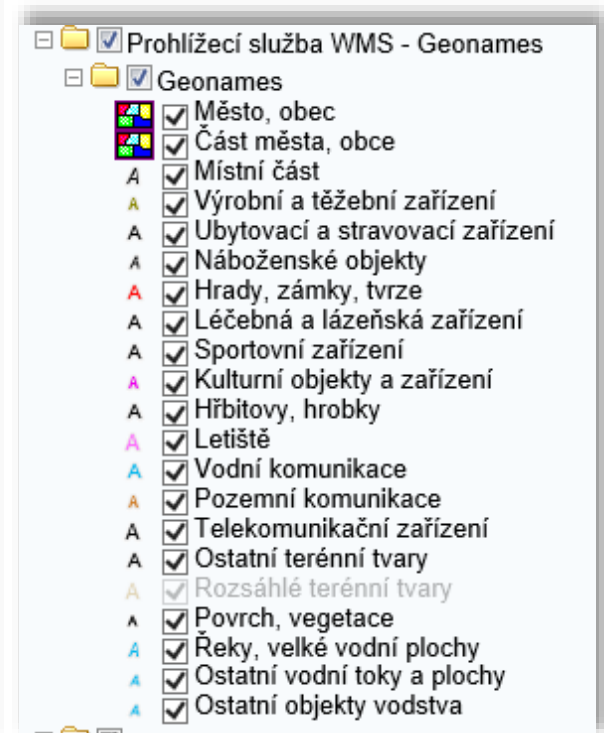 Prohlížecí služba WMS - Geonames
Geonames
Město, obec
Část města, obce
A Místní část
A Výrobní a těžební zařízení
A Ubytovací a stravovací zařízení
A Náboženské objekty
A Hrady, zámky, tvrze
A Léčebná a lázeňská zařízení
A Sportovní zařízení
A Kulturní objekty a zařízení
A Hřbitovy, hrobky
A Letiště
A Vodní komunikace
A Pozemní komunikace
A Telekomunikační zařízení
A Ostatní terénní tvary
A Rozsáhlé terénní tvary
A Povrch, vegetace
A Řeky, velké vodní plochy
A Ostatní vodní toky a plochy
A Ostatní objekty vodstva